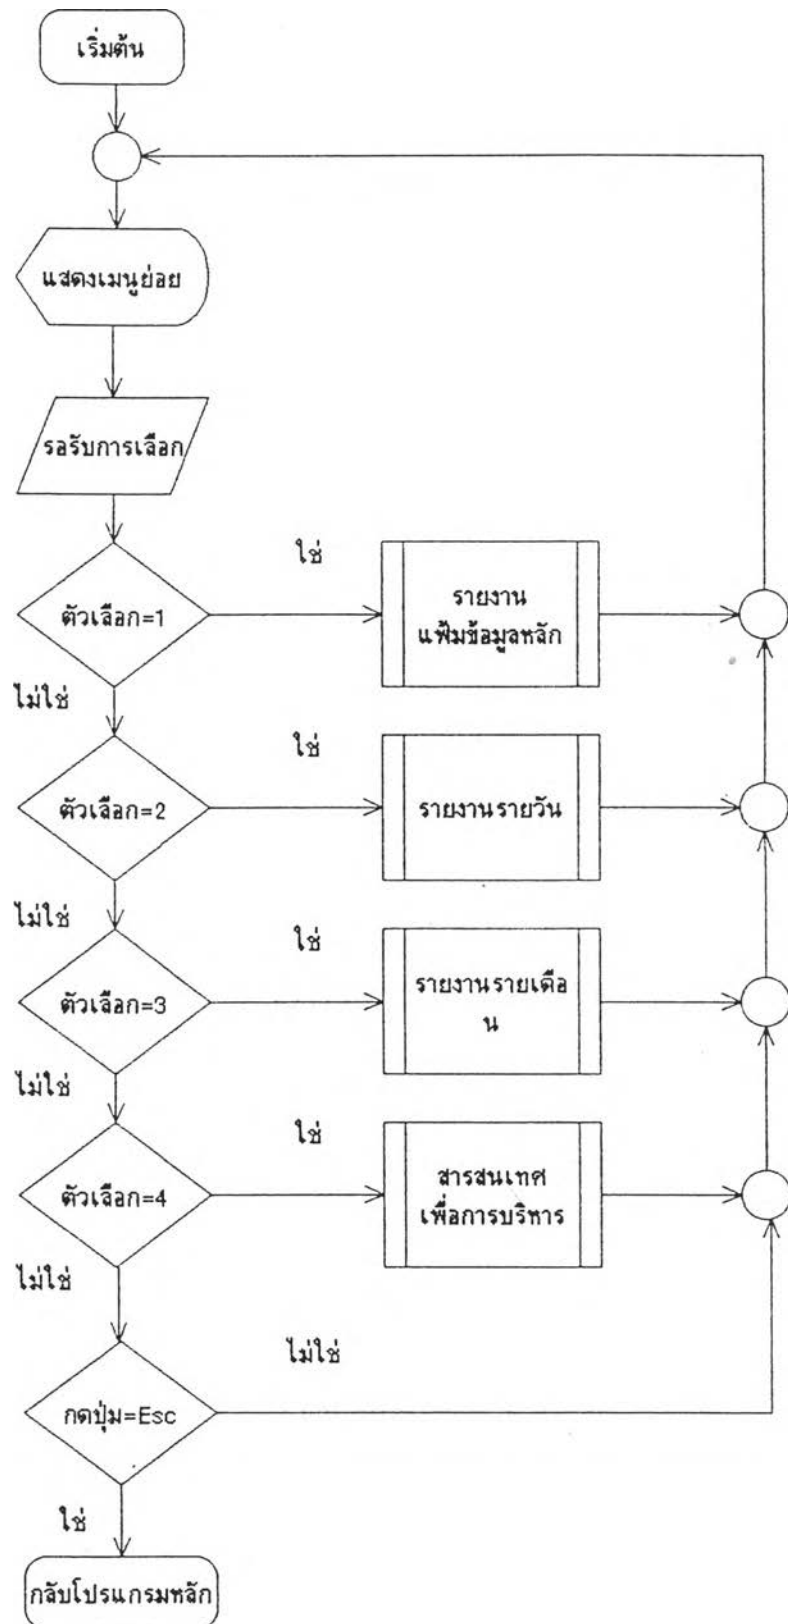 เริ่มต้น
แสดงเมนูย่อย
รอรับการเลือก
ใช่
ตัวเลือก=1
รายงาน
แฟ้มข้อมูลหลัก
ไม่ใช่
ใช่
ตัวเลือก=2
รายงานรายวัน
ไม่ใช่
ใช่
ตัวเลือก=3
รายงานรายเดือ
น
ไม่ใช่
ใช่
ตัวเลือก=4
สารสนเทศ
เพื่อการบริหาร
ไม่ใช่
ไม่ใช่
กดปุ่ม=Esc
ใช่
กลับโปรแกรมหลัก